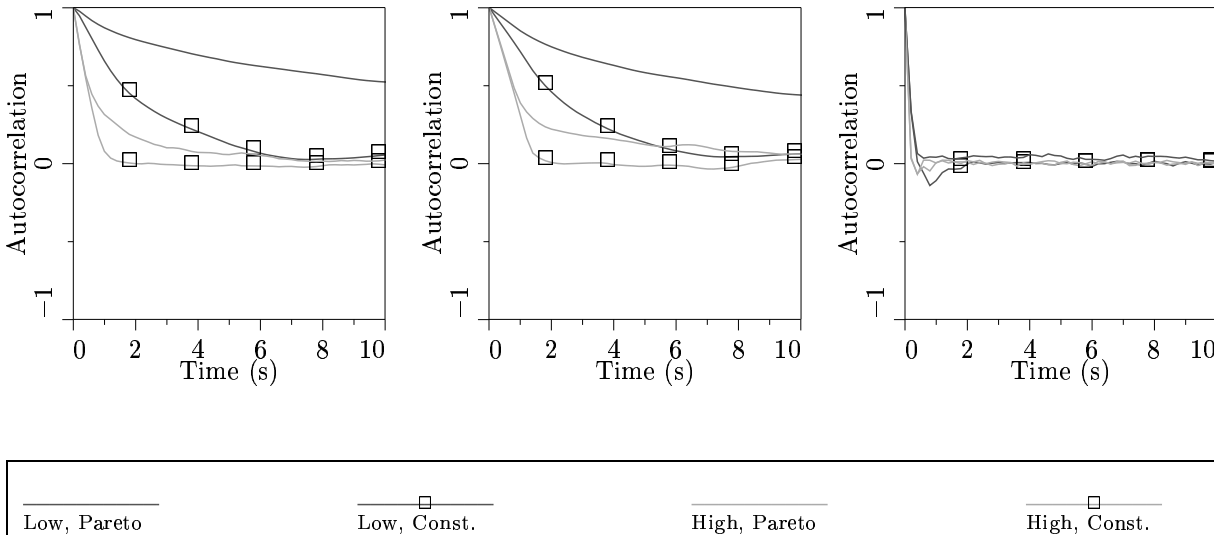 1
0
−1
Autocorrelation
0 2 4 6 8 10
Time (s)
1
0
−1
Autocorrelation
0 2 4 6 8 10
Time (s)
1
0
−1
Autocorrelation
0 2 4 6 8 10
Time (s)
Low, Pareto
Low, Const.
High, Pareto
High, Const.